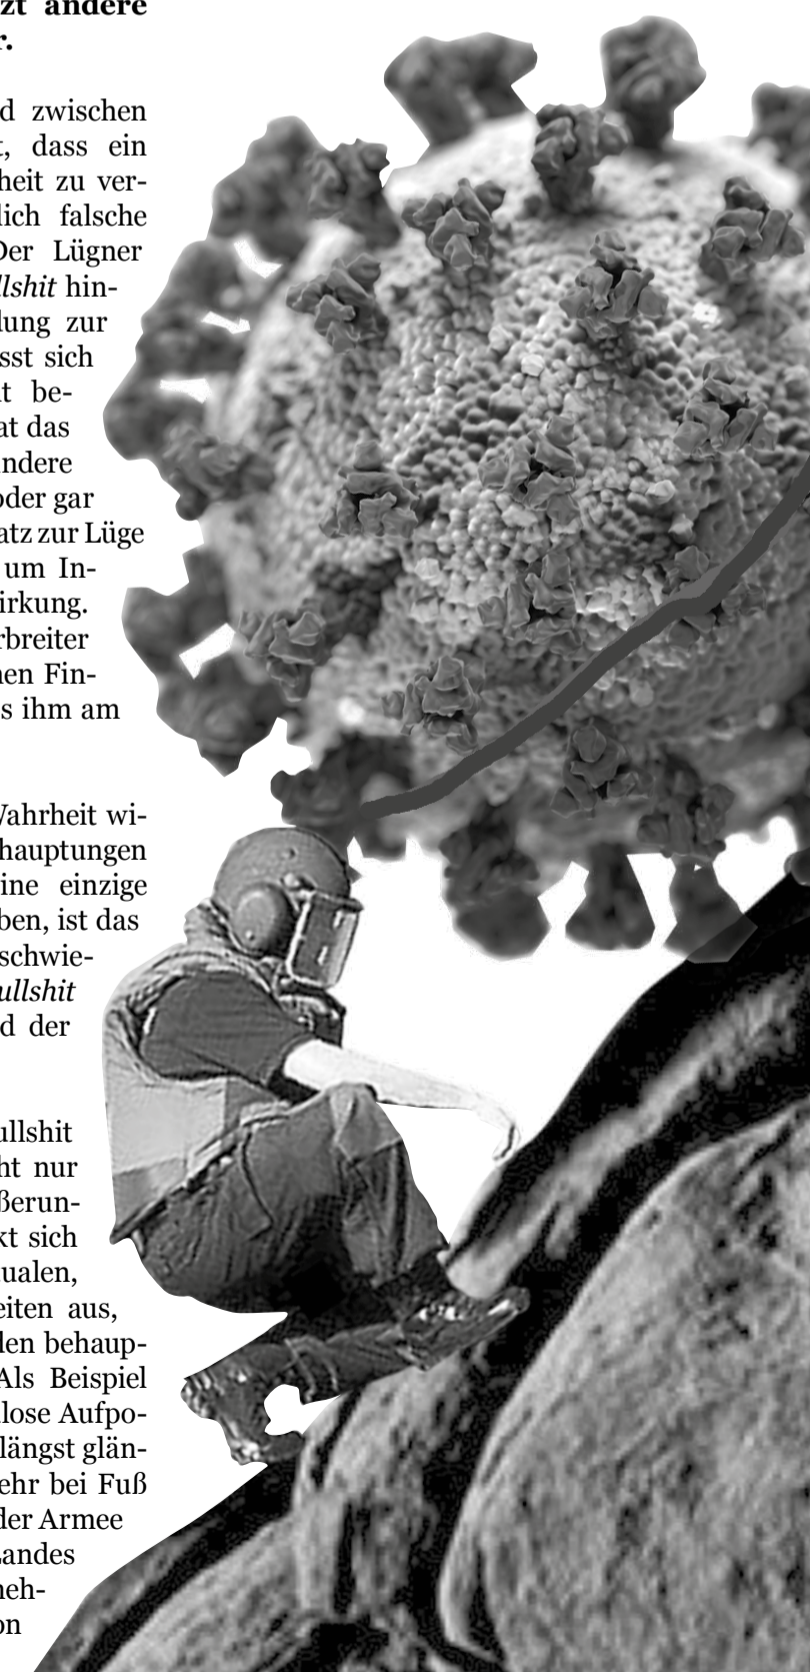 zt andere
r.
d zwischen
t, dass ein
heit zu ver-
lich falsche
Der Lügner
llshit hin-
lung zur
sst sich
t be-
at das
ndere
oder gar
atz zur Lüge
um In-
irkung.
rbreiter
nen Fin-
s ihm am
Wahrheit wi-
hauptungen
ine einzige
ben, ist das
schwie-
ullshit
d der
ullshit
ht nur
ßerun-
kt sich
ualen,
eiten aus,
len behaup-
Als Beispiel
lose Aufpo-
längst glän-
ehr bei Fuß
der Armee
Landes
neh-
on